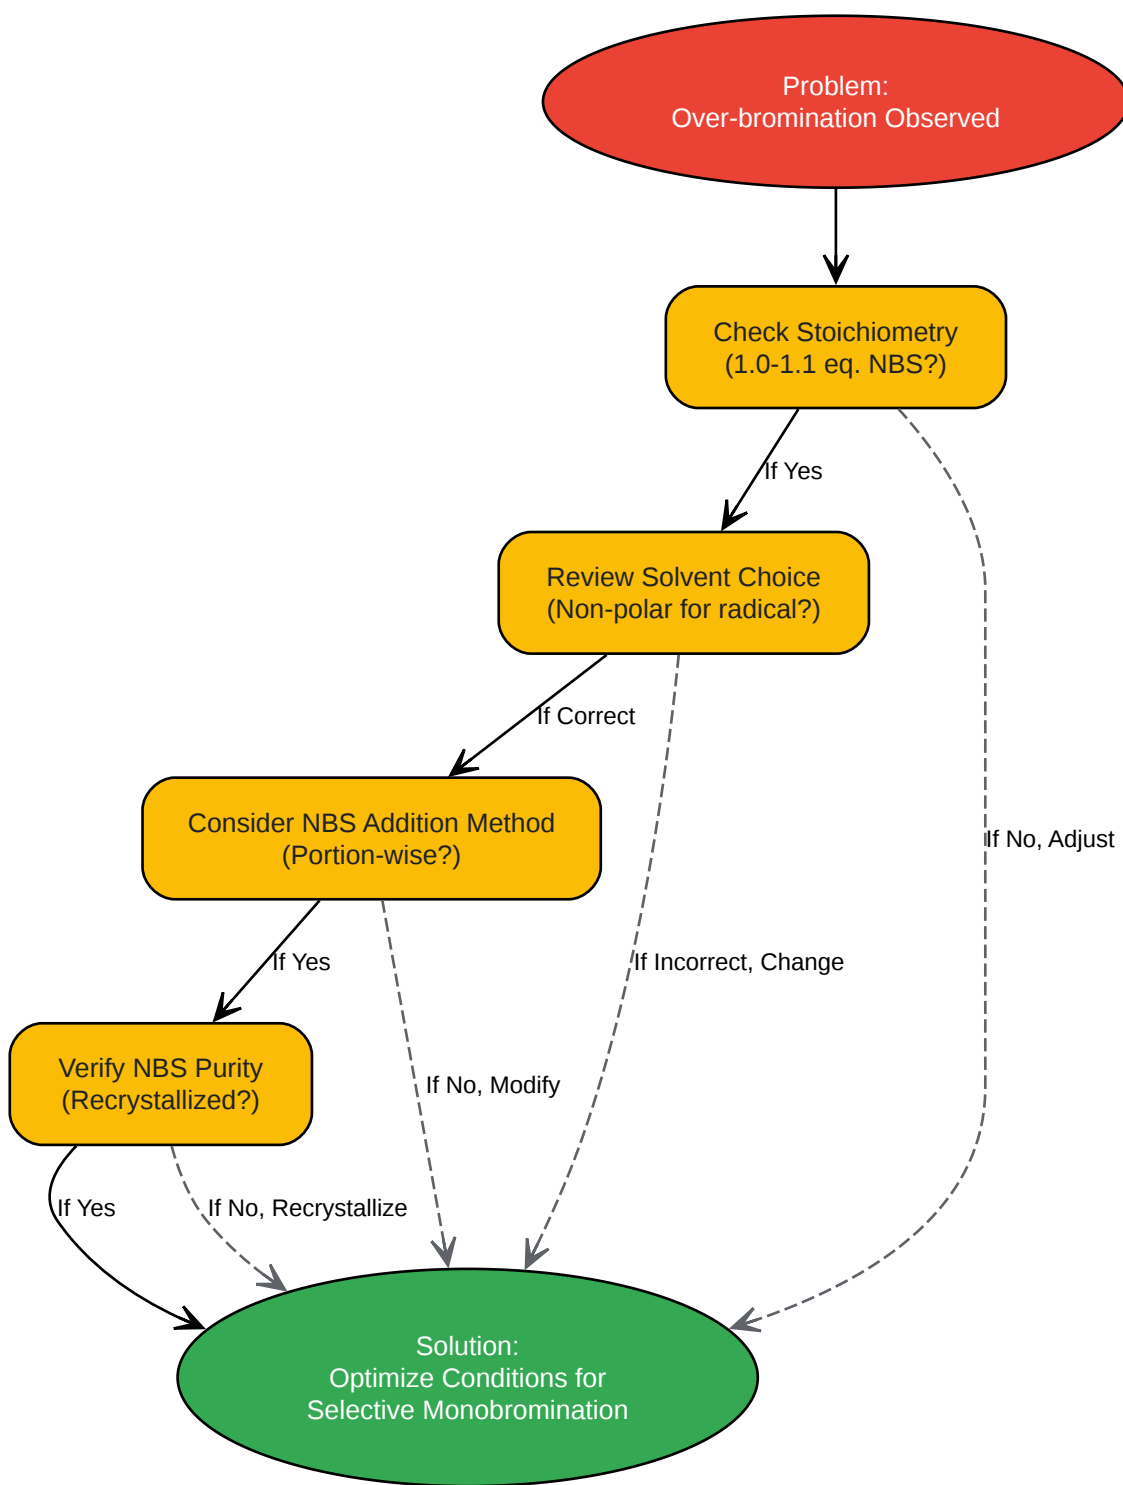 Problem:
Over-bromination Observed
Check Stoichiometry
(1.0-1.1 eq. NBS?)
If Yes
Review Solvent Choice
(Non-polar for radical?)
If Correct
Consider NBS Addition Method
(Portion-wise?)
If No, Adjust
If Yes
If Incorrect, Change
Verify NBS Purity
(Recrystallized?)
If No, Modify
If Yes
If No, Recrystallize
Solution:
Optimize Conditions for
Selective Monobromination